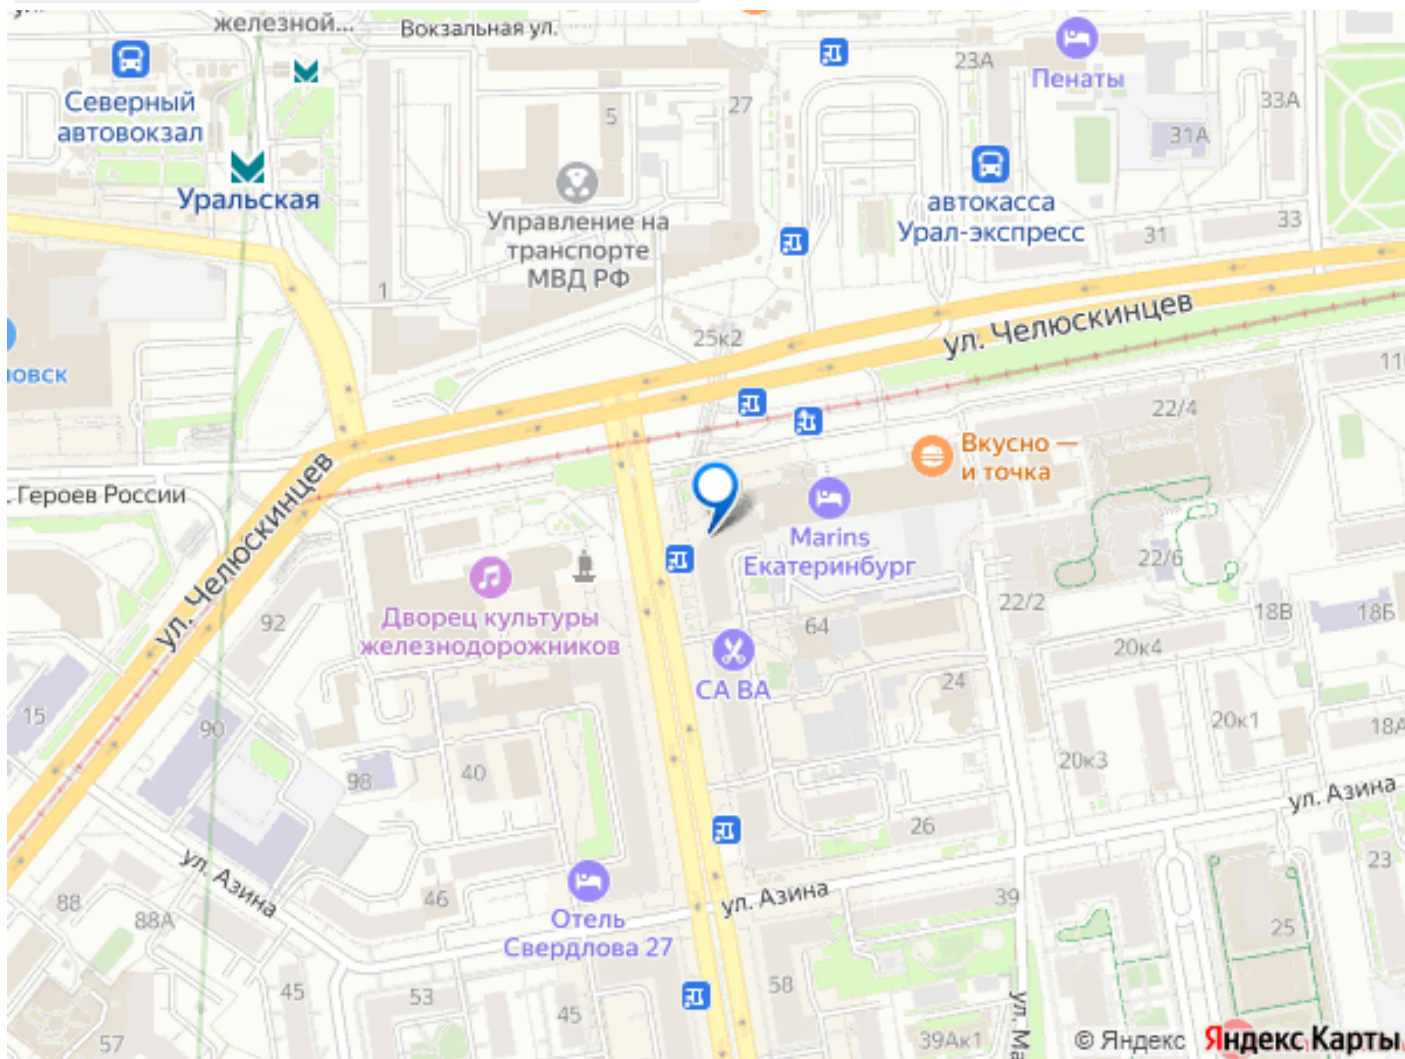 железной...
Вокзальная ул.
23А
Пенаты
Северный
автовокзал
5
27
33А
31А
Уральская
Управление на
транспорте
МВД РФ
автокасса
Урал-экспресс
31
33
1
25к2
ул. Челюскинцев
22/4
Вкусно —
и точка
Героев России
ул. Челюскинцев
Marins
Екатеринбург
22/6
22/2
18В
18Б
Дворец культуры
железнодорожников
92
64
20к4
СА ВА
24
15
90
20к1
18А
98
40
20к3
ул. Азина
26
23
ул. Азина
88
88А
46
Отель
Свердлова 27
ул. Азина
39
25
45
53
45
58
57
39Ак1
© Яндекс
Яндекс Карты